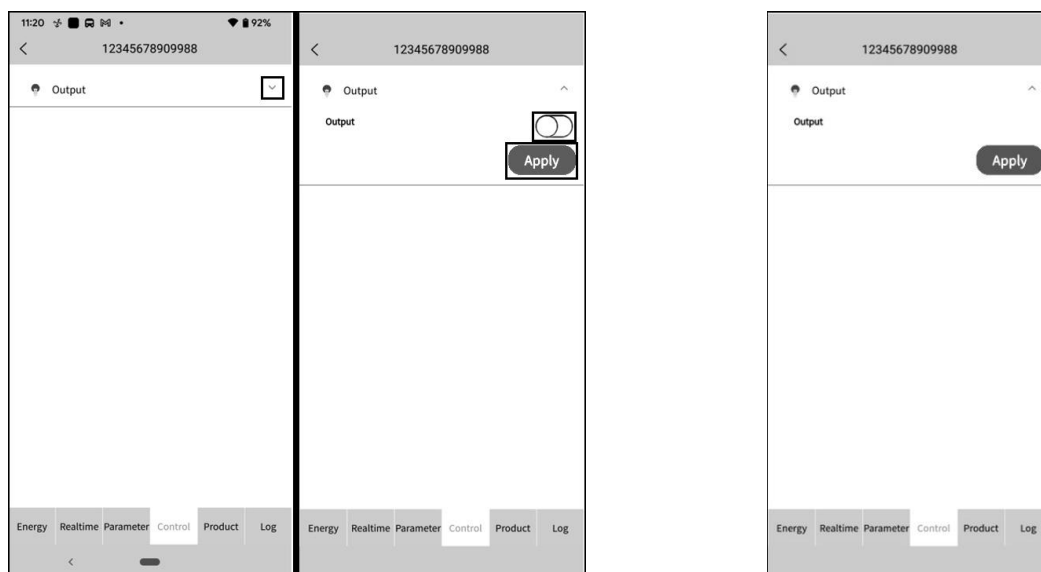 11:20 92%
12345678909988
Output
Energy Realtime Parameter Control Product Log
12345678909988
Output
Output
Apply
Energy Realtime Parameter Control Product Log
12345678909988
Output
Output
Apply
Energy Realtime Parameter Control Product Log